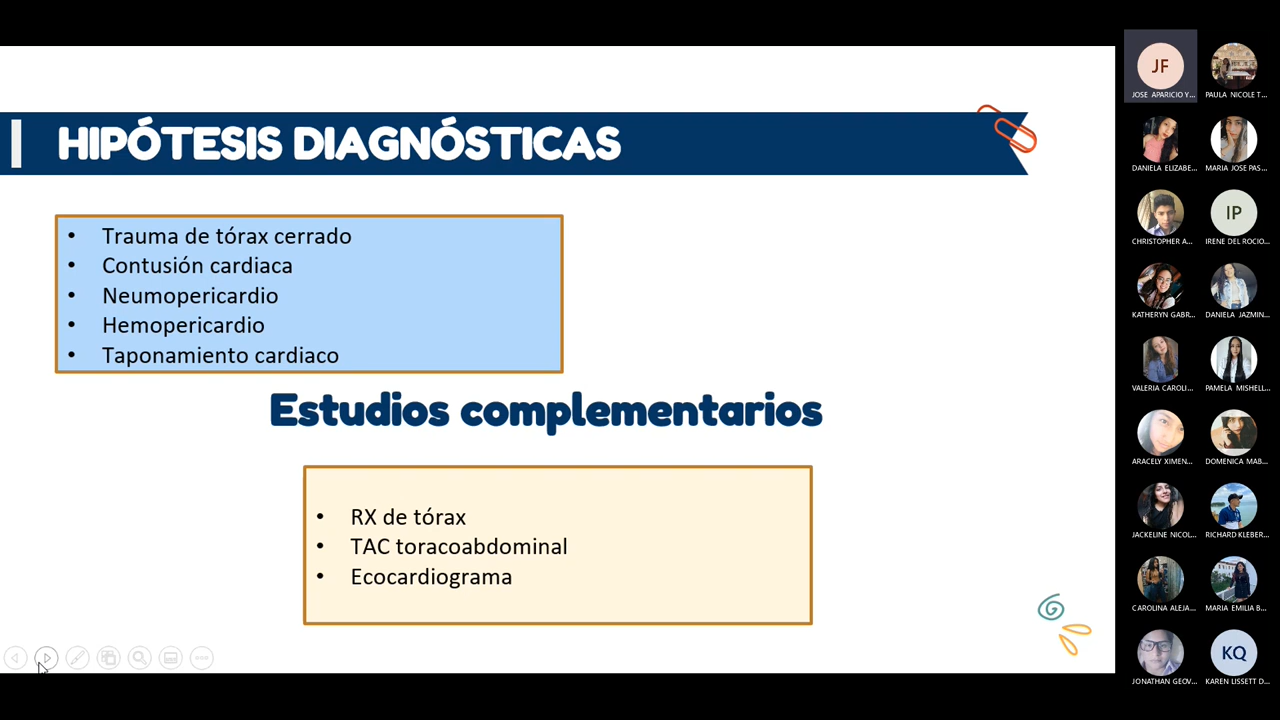 HIPÓTESIS DIAGNÓSTICAS
• Trauma de tórax cerrado
• Contusión cardiaca
• Neumopericardio
• Hemopericardio
• Taponamiento cardiaco
Estudios complementarios
• RX de tórax
• TAC toracoabdominal
• Ecocardiograma
JF
JOSE APARICIO Y...
PAULA NICOLE T...
DANIELA ELIZABE...
MARIA JOSE PAS...
CHRISTOPHER A...
IP
IRENE DEL ROCIO...
KATHERYN GABR...
DANIELA JAZMIN...
VALERIA CAROLI...
PAMELA MISHELL...
ARACELY XIMEN...
DOMENICA MAB...
JACKELINE NICOL...
RICHARD KLEBER...
CAROLINA ALEJA...
MARIA EMILIA B...
JONATHAN GEOV...
KQ
KAREN LISSETT D...